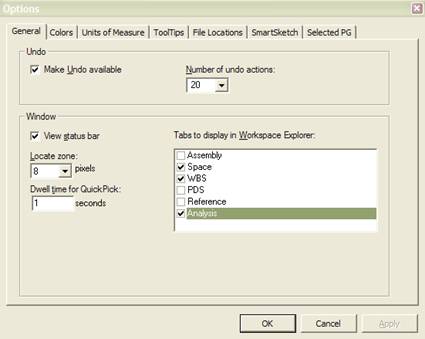 Options
General Colors Units of Measure ToolTips File Locations SmartSketch Selected PG
Undo
Make Undo available
Number of undo actions:
20
Window
View status bar
Locate zone:
8 pixels
Dwell time for QuickPick:
1 seconds
Tabs to display in Workspace Explorer:
Assembly
Space
WBS
PDS
Reference
Analysis
OK Cancel Apply